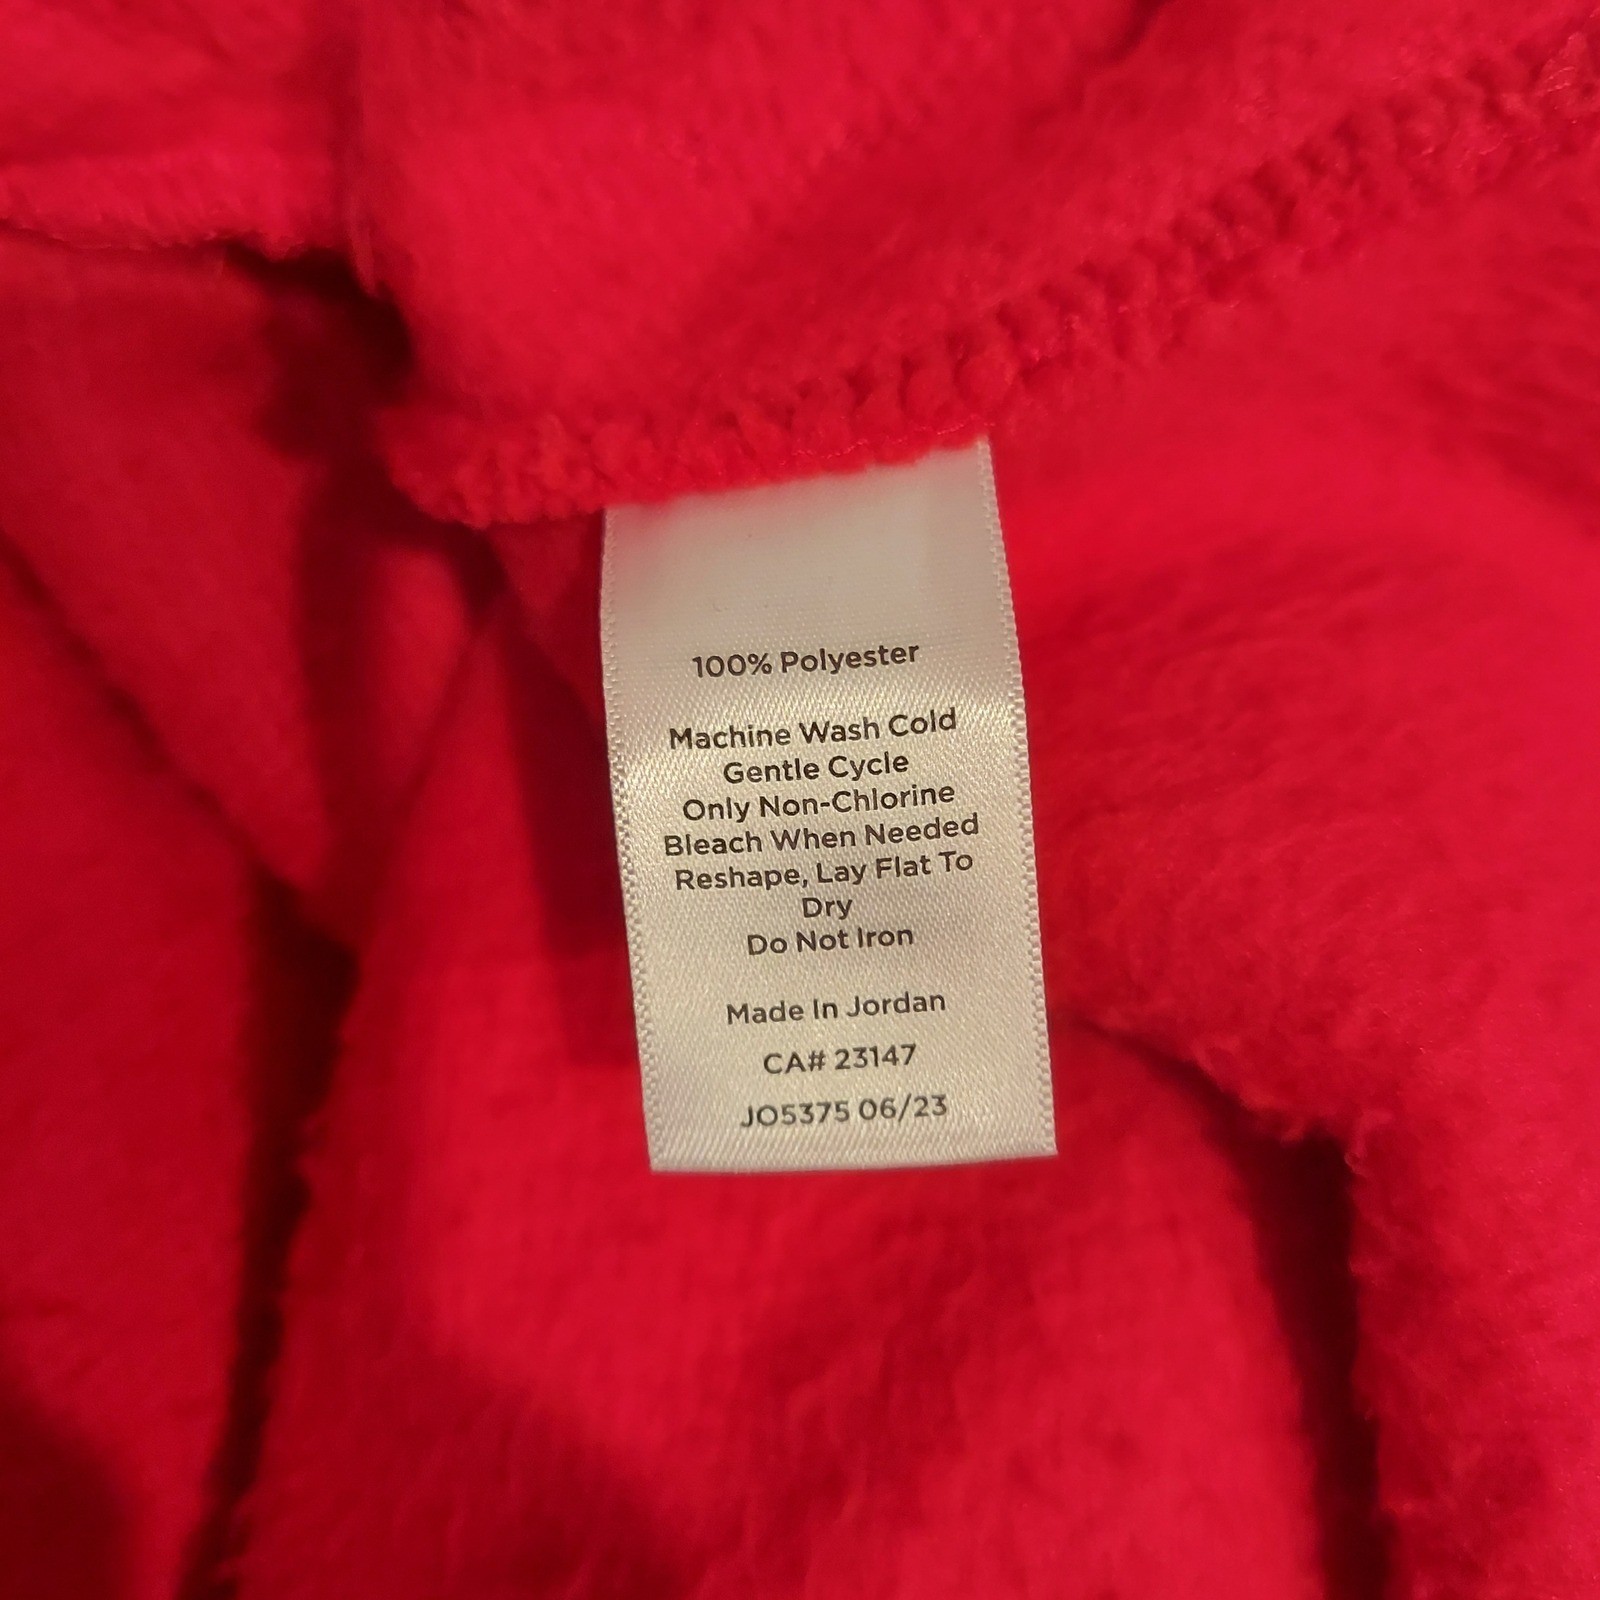 100% Polyester
Machine Wash Cold
Gentle Cycle
Only Non-Chlorine
Bleach When Needed
Reshape, Lay Flat To
Dry
Do Not Iron
Made In Jordan
CA# 23147
JO5375 06/23